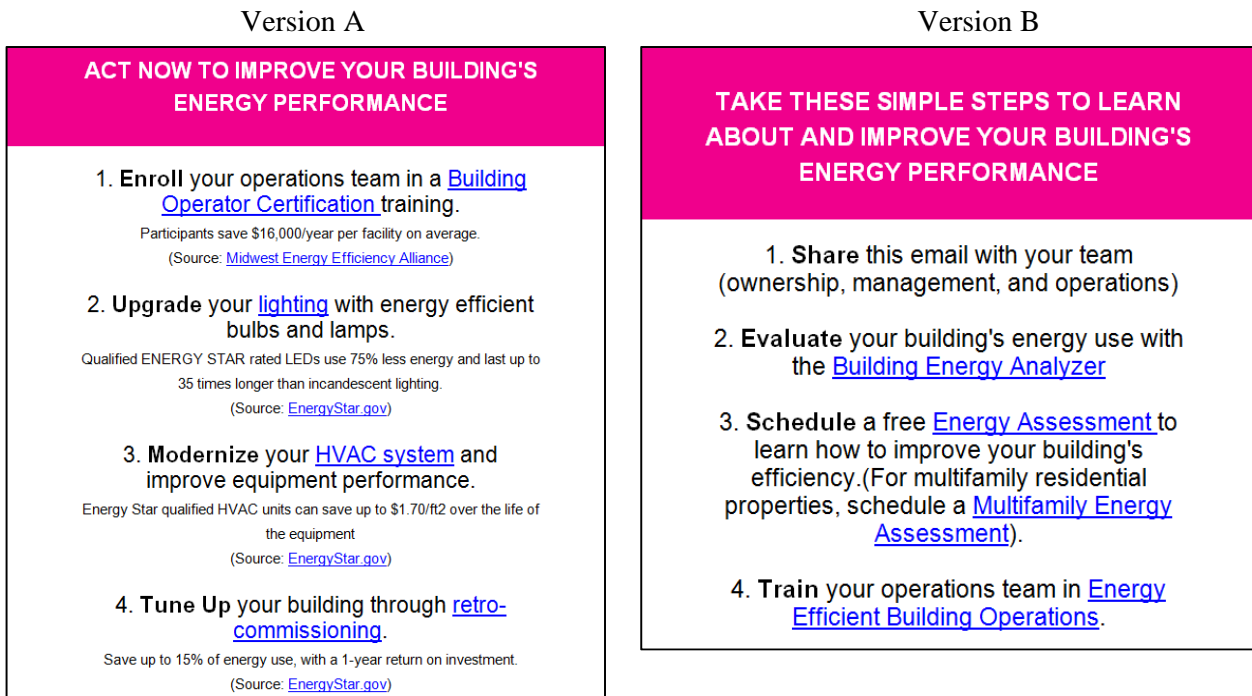 Version A
ACT NOW TO IMPROVE YOUR BUILDING'S
ENERGY PERFORMANCE
1. Enroll your operations team in a Building
Operator Certification training.
Participants save $16,000/year per facility on average.
(Source: Midwest Energy Efficiency Alliance)
2. Upgrade your lighting with energy efficient
bulbs and lamps.
Qualified ENERGY STAR rated LEDs use 75% less energy and last up to
35 times longer than incandescent lighting.
(Source: EnergyStar.gov)
3. Modernize your HVAC system and
improve equipment performance.
Energy Star qualified HVAC units can save up to $1.70/ft2 over the life of
the equipment
(Source: EnergyStar.gov)
4. Tune Up your building through retro-
commissioning.
Save up to 15% of energy use, with a 1-year return on investment.
(Source: EnergyStar.gov)
Version B
TAKE THESE SIMPLE STEPS TO LEARN
ABOUT AND IMPROVE YOUR BUILDING'S
ENERGY PERFORMANCE
1. Share this email with your team
(ownership, management, and operations)
2. Evaluate your building's energy use with
the Building Energy Analyzer
3. Schedule a free Energy Assessment to
learn how to improve your building's
efficiency.(For multifamily residential
properties, schedule a Multifamily Energy
Assessment).
4. Train your operations team in Energy
Efficient Building Operations.